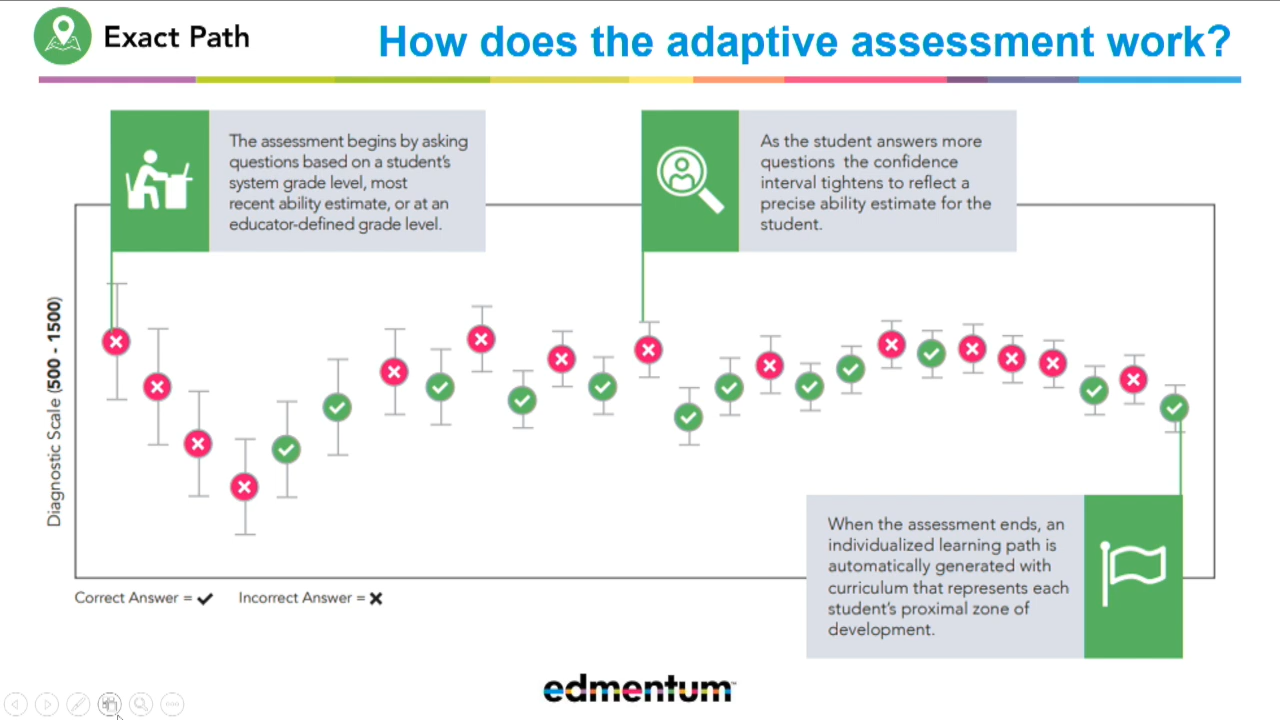 Exact Path
How does the adaptive assessment work?
The assessment begins by asking
questions based on a student's
system grade level, most
recent ability estimate, or at an
educator-defined grade level.
As the student answers more
questions the confidence
interval tightens to reflect a
precise ability estimate for the
student.
Diagnostic Scale (500 - 1500)
When the assessment ends, an
individualized learning path is
automatically generated with
curriculum that represents each
student's proximal zone of
development.
Correct Answer = ✔ Incorrect Answer = ✖
edmentum™